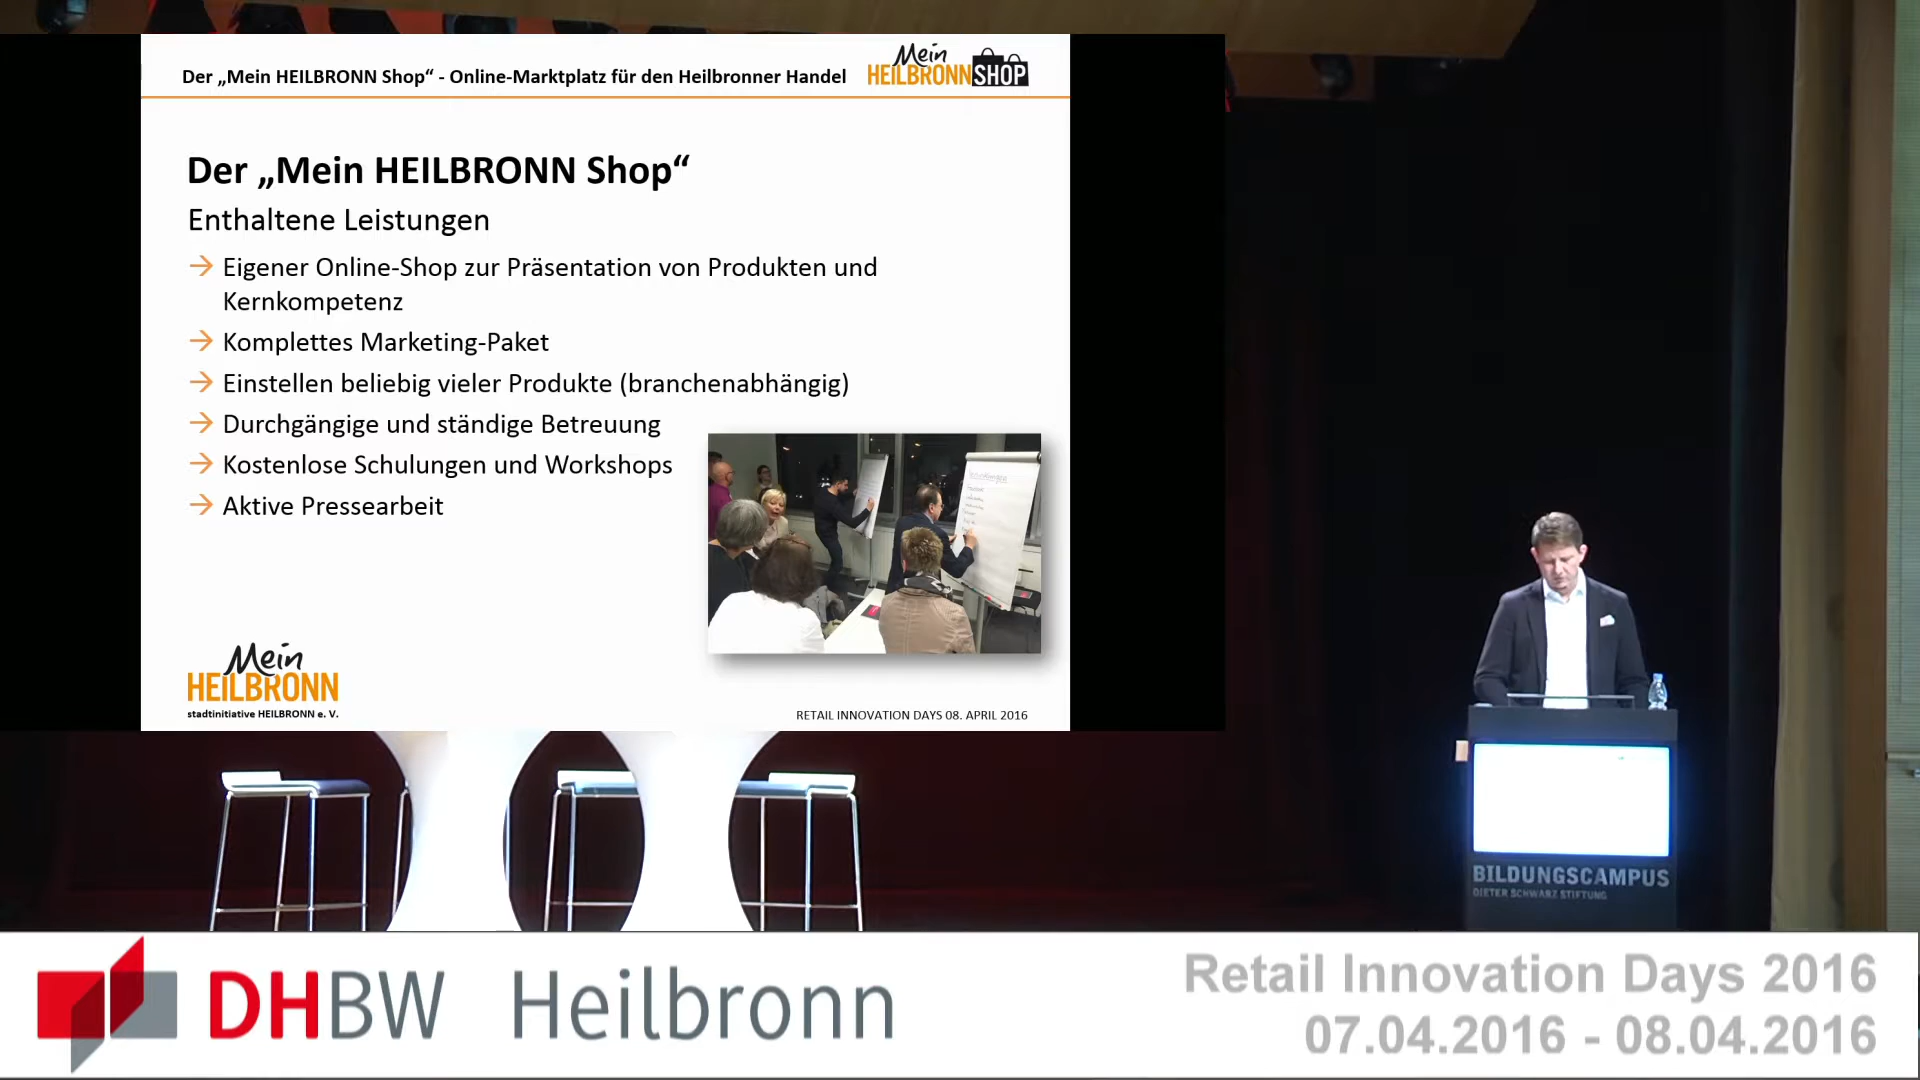 Der „Mein HEILBRONN Shop“ - Online-Marktplatz für den Heilbronner Handel
Mein
HEILBRONN SHOP
Der „Mein HEILBRONN Shop“
Enthaltene Leistungen
→ Eigener Online-Shop zur Präsentation von Produkten und
Kernkompetenz
→ Komplettes Marketing-Paket
→ Einstellen beliebig vieler Produkte (branchenabhängig)
→ Durchgängige und ständige Betreuung
→ Kostenlose Schulungen und Workshops
→ Aktive Pressearbeit
Mein
HEILBRONN
stadtinitiative HEILBRONN e. V.
RETAIL INNOVATION DAYS 08. APRIL 2016
BILDUNGSCAMPUS
DIETER SCHWARZ STIFTUNG
DHBW Heilbronn
Retail Innovation Days 2016
07.04.2016 - 08.04.2016